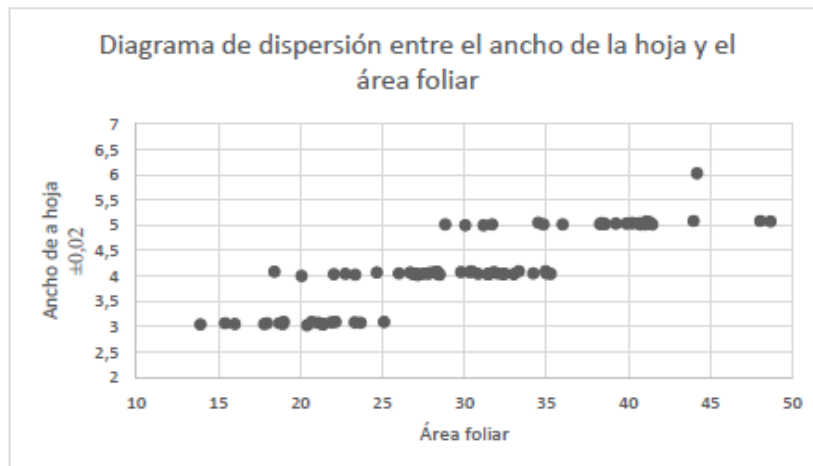 Diagrama de dispersión entre el ancho de la hoja y el
área foliar
7
6,5
6
5,5
5
4,5
4
3,5
3
2,5
2
Ancho de a hoja
±0,02
10 15 20 25 30 35 40 45 50
Área foliar